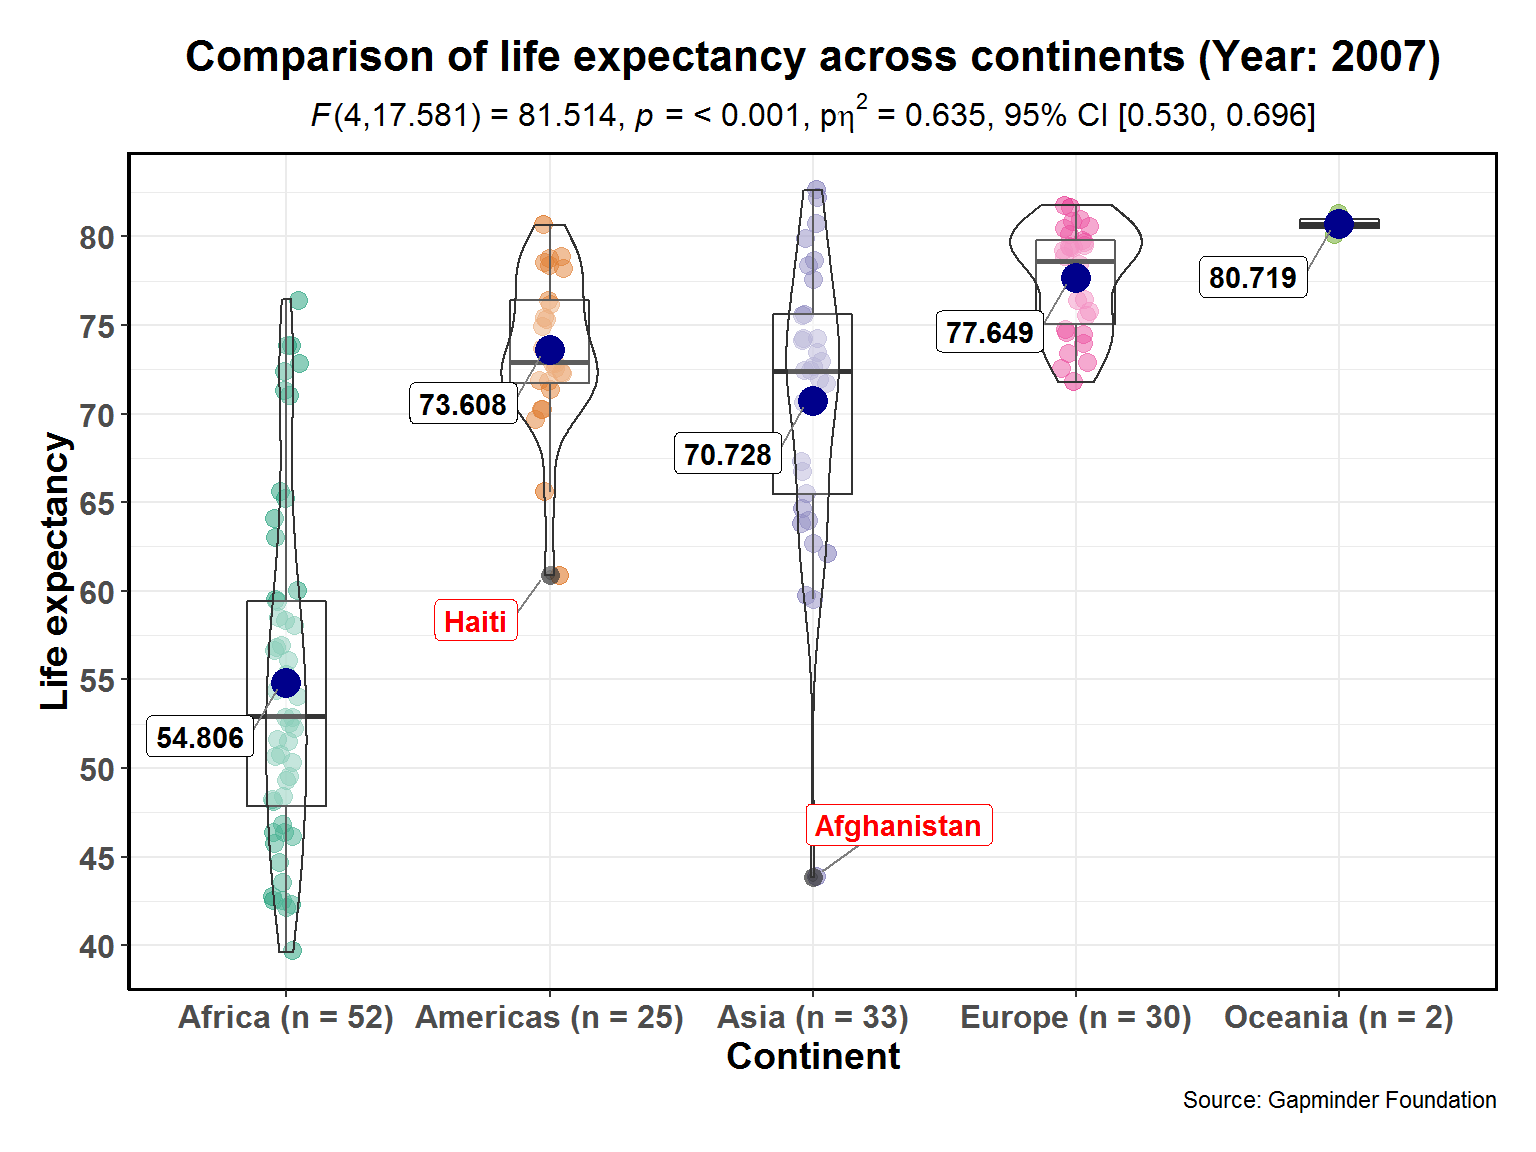 Comparison of life expectancy across continents (Year: 2007)
F(4,17.581) = 81.514, p = < 0.001, pη² = 0.635, 95% CI [0.530, 0.696]
Life expectancy
80
75
70
65
60
55
50
45
40
54.806
73.608
Haiti
70.728
Afghanistan
77.649
80.719
Africa (n = 52) Americas (n = 25) Asia (n = 33) Europe (n = 30) Oceania (n = 2)
Continent
Source: Gapminder Foundation